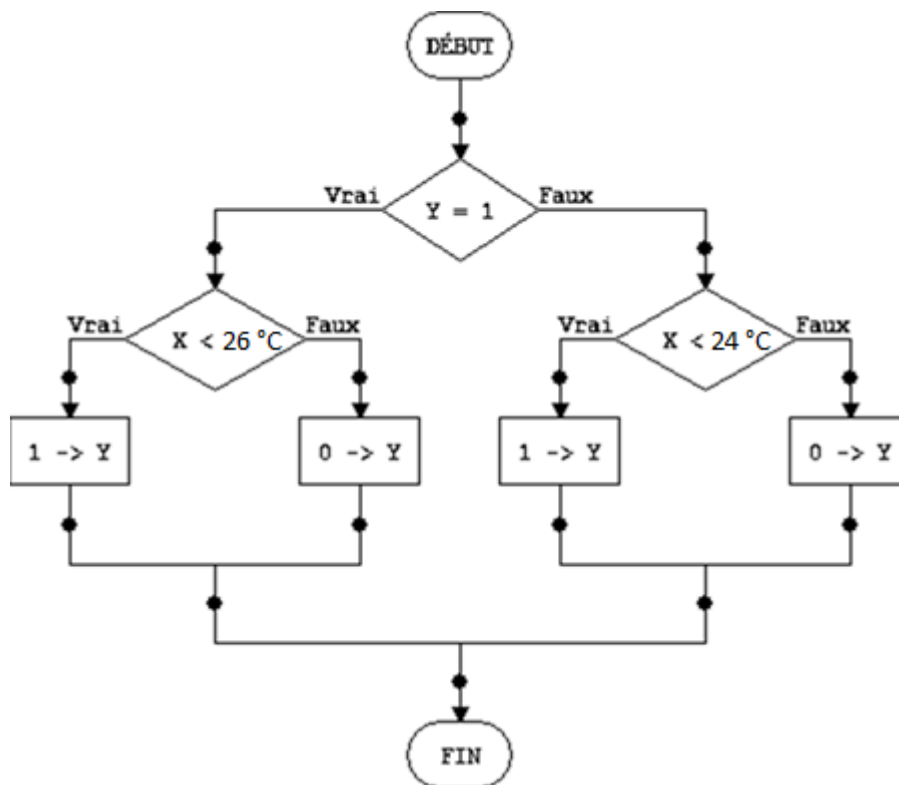 DÉBUT
Vrai
Faux
Y = 1
Vrai
Faux
X < 26 °C
Vrai
Faux
X < 24 °C
1 -> Y
0 -> Y
1 -> Y
0 -> Y
FIN